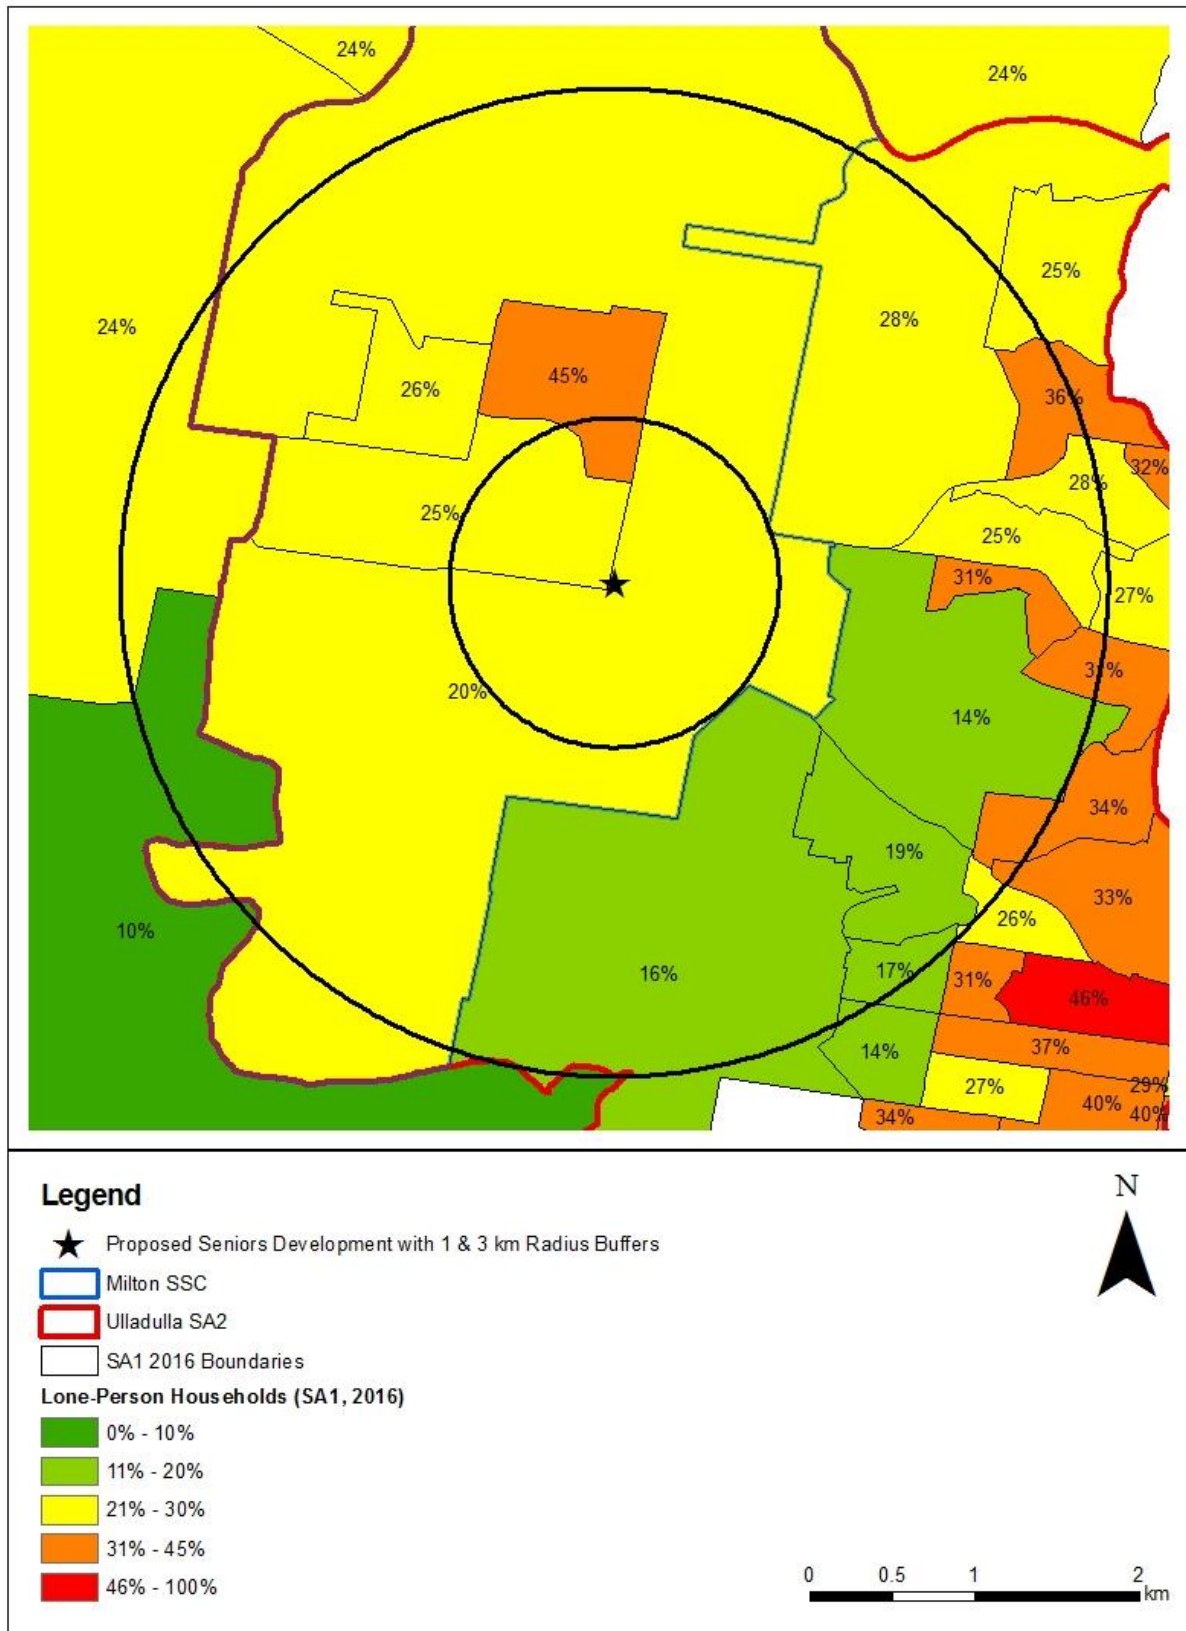 24%
24%
25%
24%
28%
45%
26%
36%
32%
28%
25%
25%
31%
27%
20%
14%
34%
19%
33%
26%
10%
16%
17%
31%
46%
14%
37%
27%
29%
40%
40%
34%
Legend
N
Proposed Seniors Development with 1 & 3 km Radius Buffers
Milton SSC
Ulladulla SA2
SA1 2016 Boundaries
Lone-Person Households (SA1, 2016)
0% - 10%
11% - 20%
21% - 30%
31% - 45%
46% - 100%
0 0.5 1 2
km